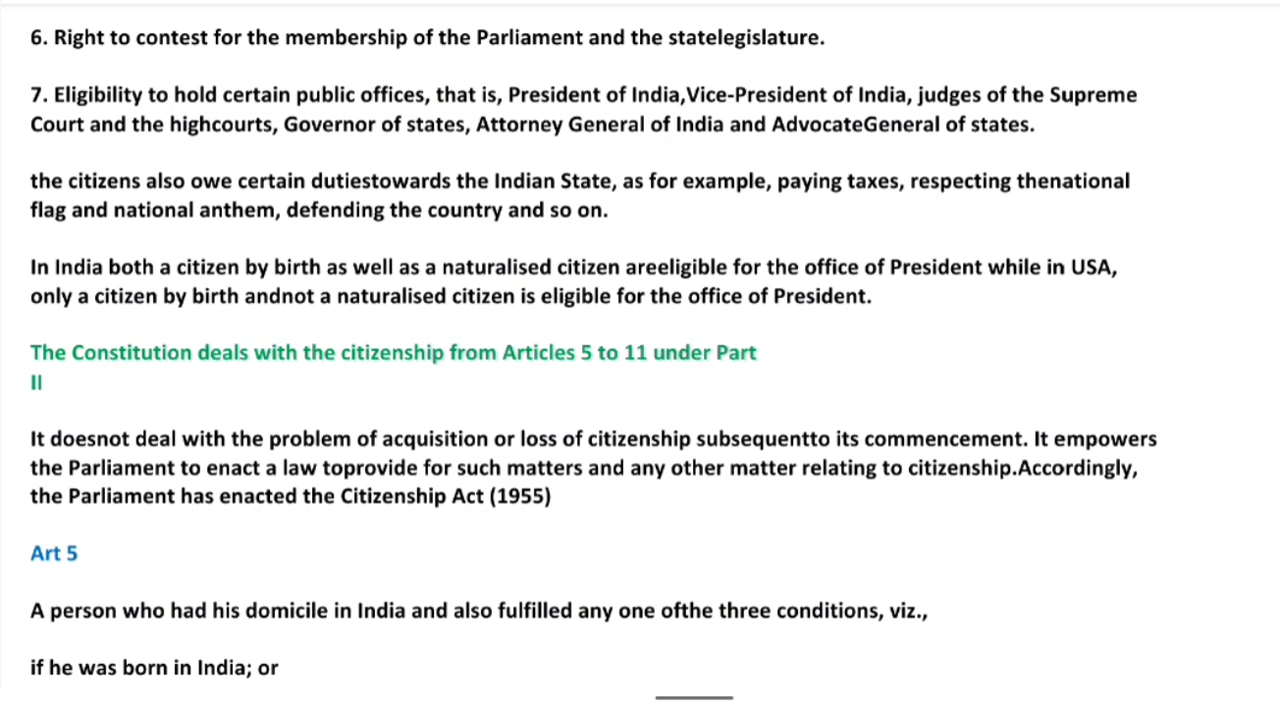 6. Right to contest for the membership of the Parliament and the statelegislature.
7. Eligibility to hold certain public offices, that is, President of India,Vice-President of India, judges of the Supreme
Court and the highcourts, Governor of states, Attorney General of India and AdvocateGeneral of states.
the citizens also owe certain dutiestowards the Indian State, as for example, paying taxes, respecting thenational
flag and national anthem, defending the country and so on.
In India both a citizen by birth as well as a naturalised citizen areeligible for the office of President while in USA,
only a citizen by birth andnot a naturalised citizen is eligible for the office of President.
The Constitution deals with the citizenship from Articles 5 to 11 under Part
II
It doesnot deal with the problem of acquisition or loss of citizenship subsequentto its commencement. It empowers
the Parliament to enact a law toprovide for such matters and any other matter relating to citizenship.Accordingly,
the Parliament has enacted the Citizenship Act (1955)
Art 5
A person who had his domicile in India and also fulfilled any one ofthe three conditions, viz.,
if he was born in India; or